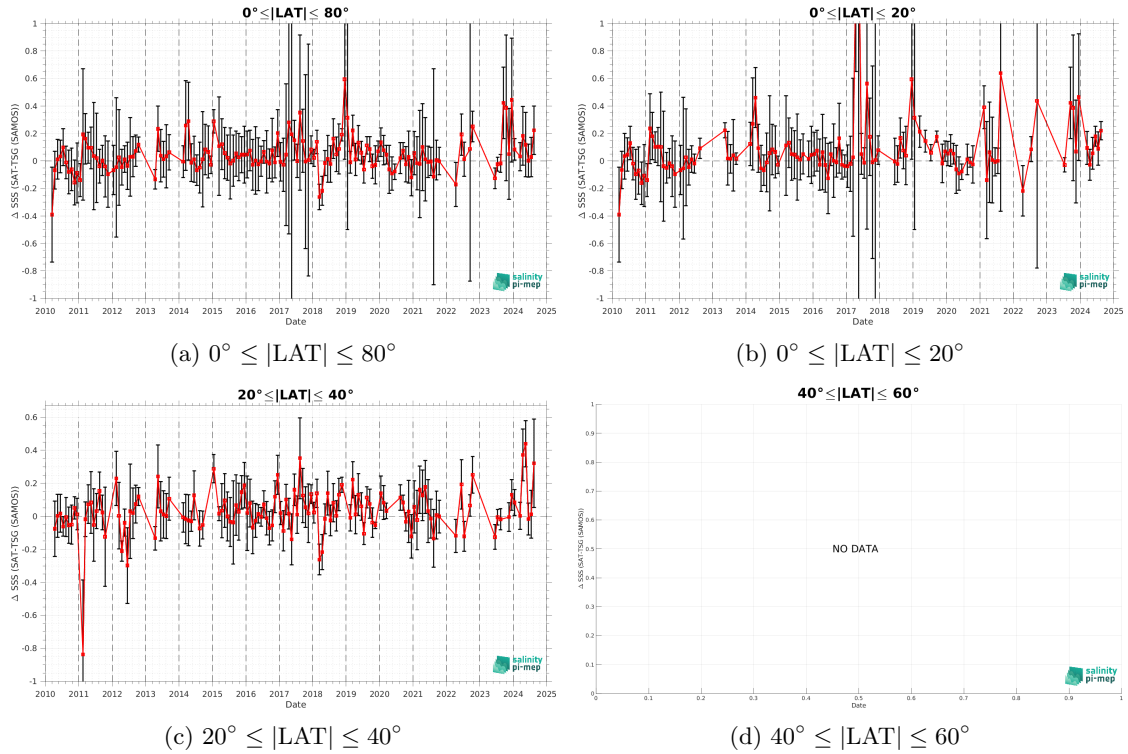 0°≤|LAT|≤ 80°
1
0.8
0.6
0.4
0.2
0
-0.2
-0.4
-0.6
-0.8
-1
Δ SSS (SAT-TSG (SAMOS))
2010 2011 2012 2013 2014 2015 2016 2017 2018 2019 2020 2021 2022 2023 2024 2025
Date
salinity
pi-mep
(a) 0° ≤ |LAT| ≤ 80°
0°≤|LAT|≤ 20°
1
0.8
0.6
0.4
0.2
0
-0.2
-0.4
-0.6
-0.8
-1
Δ SSS (SAT-TSG (SAMOS))
2010 2011 2012 2013 2014 2015 2016 2017 2018 2019 2020 2021 2022 2023 2024 2025
Date
salinity
pi-mep
(b) 0° ≤ |LAT| ≤ 20°
20°≤|LAT|≤ 40°
0.6
0.4
0.2
0
-0.2
-0.4
-0.6
-0.8
-1
Δ SSS (SAT-TSG (SAMOS))
2010 2011 2012 2013 2014 2015 2016 2017 2018 2019 2020 2021 2022 2023 2024 2025
Date
salinity
pi-mep
(c) 20° ≤ |LAT| ≤ 40°
40°≤|LAT|≤ 60°
1
0.9
0.8
0.7
0.6
0.5
0.4
0.3
0.2
0.1
0
Δ SSS (SAT-TSG (SAMOS))
NO DATA
0 0.1 0.2 0.3 0.4 0.5 0.6 0.7 0.8 0.9 1
Date
salinity
pi-mep
(d) 40° ≤ |LAT| ≤ 60°